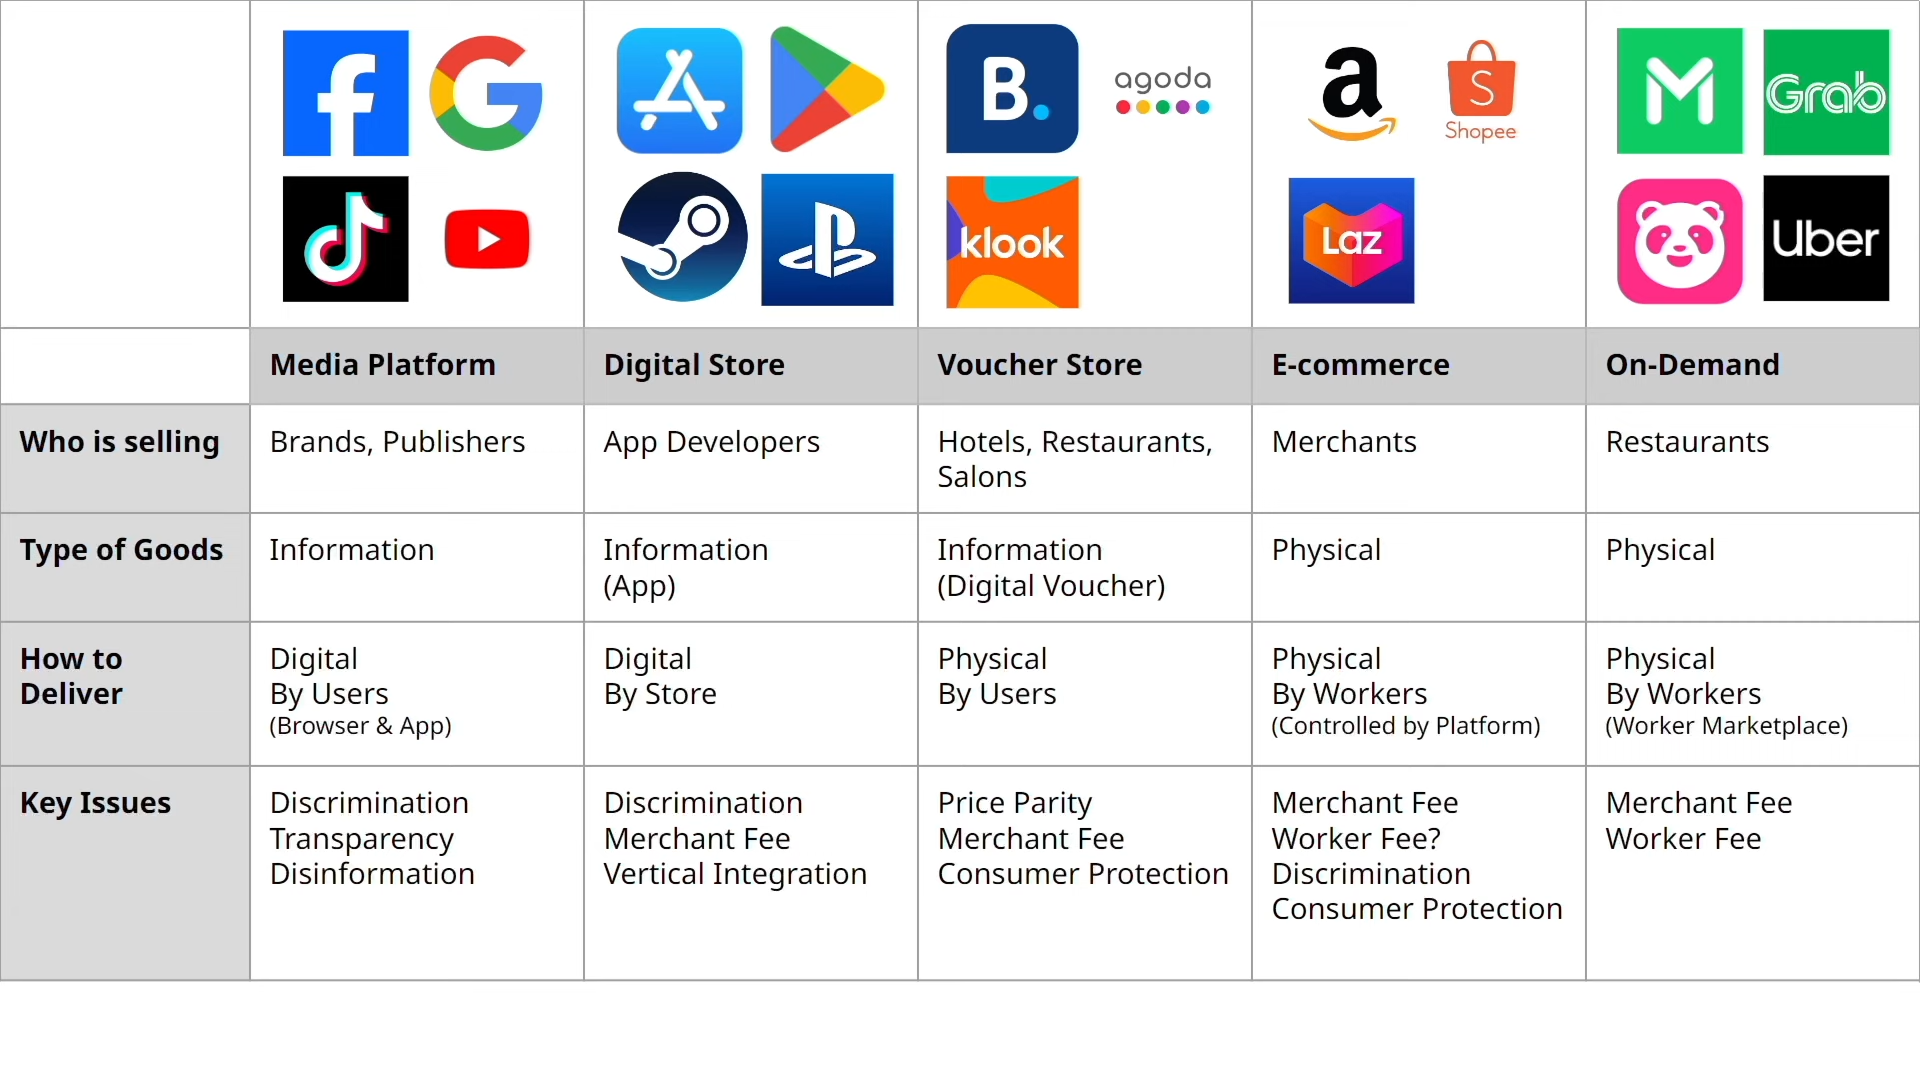 B.
agoda
a
S
Shopee
M
Grab
klook
Laz
Uber
Media Platform
Digital Store
Voucher Store
E-commerce
On-Demand
Who is selling
Brands, Publishers
App Developers
Hotels, Restaurants,
Salons
Merchants
Restaurants
Type of Goods
Information
Information
(App)
Information
(Digital Voucher)
Physical
Physical
How to
Deliver
Digital
By Users
(Browser & App)
Digital
By Store
Physical
By Users
Physical
By Workers
(Controlled by Platform)
Physical
By Workers
(Worker Marketplace)
Key Issues
Discrimination
Transparency
Disinformation
Discrimination
Merchant Fee
Vertical Integration
Price Parity
Merchant Fee
Consumer Protection
Merchant Fee
Worker Fee?
Discrimination
Consumer Protection
Merchant Fee
Worker Fee